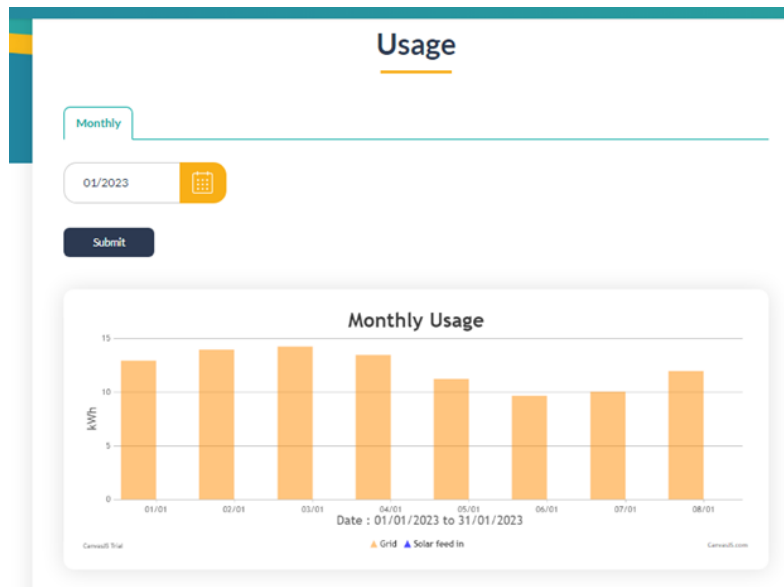 Usage
Monthly
01/2023
Submit
Monthly Usage
15
10
5
0
kWh
01/01 02/01 03/01 04/01 05/01 06/01 07/01 08/01
Date : 01/01/2023 to 31/01/2023
Grid Solar feed in
CanvasJS Trial
CanvasJS.com